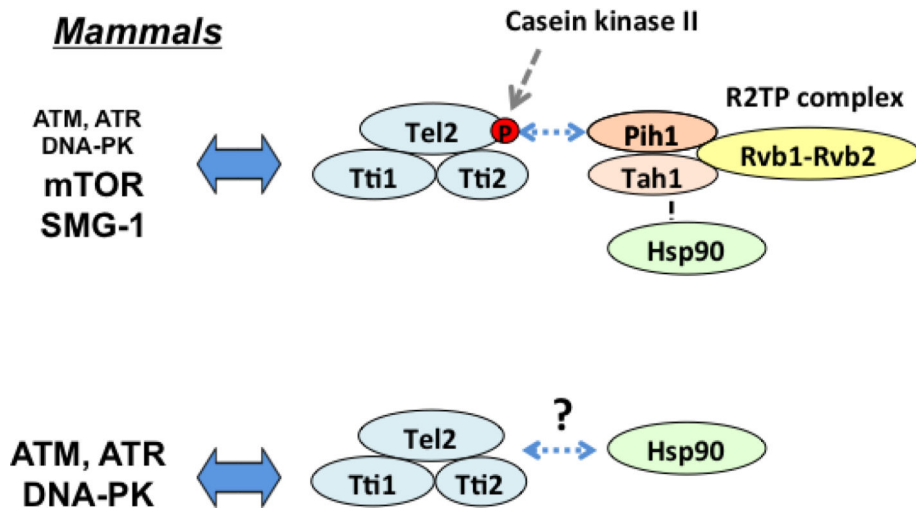 Mammals
Casein kinase II
R2TP complex
ATM, ATR
DNA-PK
mTOR
SMG-1
Tel2
P
Tti1
Tti2
Pih1
Tah1
Rvb1-Rvb2
Hsp90
?
ATM, ATR
DNA-PK
Tel2
Tti1
Tti2
Hsp90